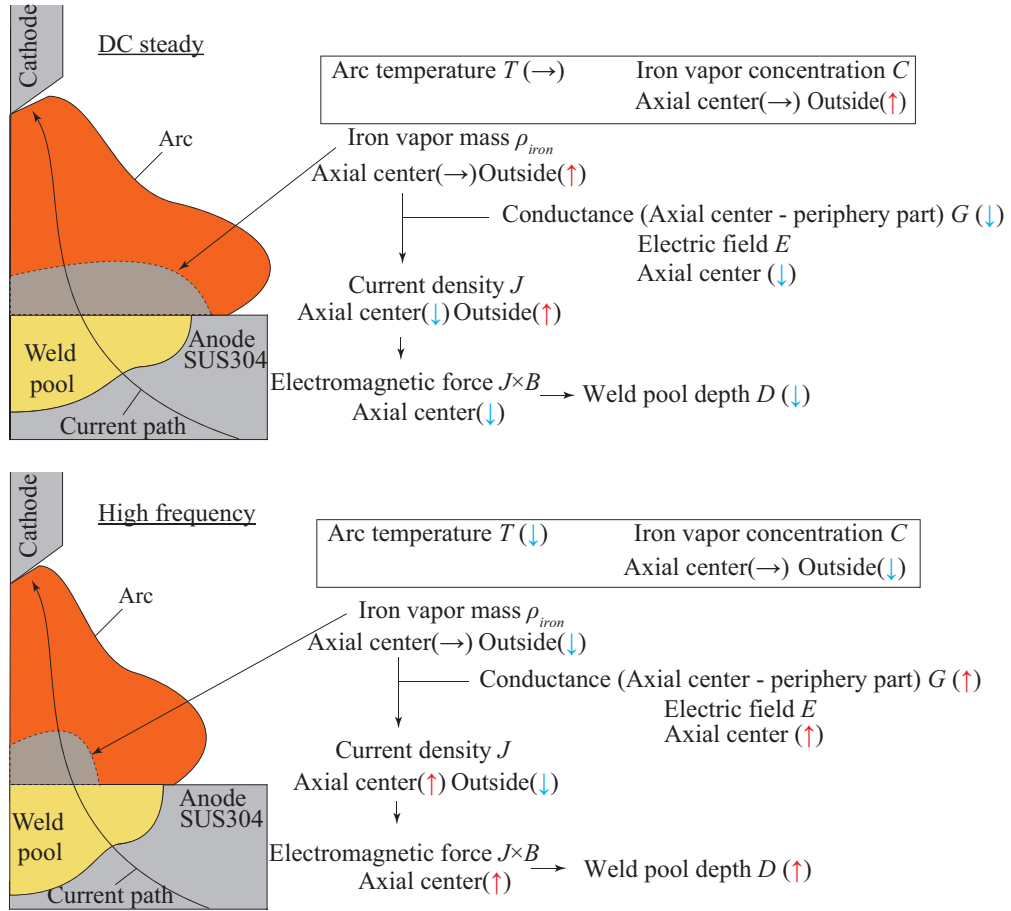 Cathode
DC steady
Arc temperature T (→)
Iron vapor concentration C
Axial center(→) Outside(↑)
Arc
Iron vapor mass ρiron
Axial center(→)Outside(↑)
Conductance (Axial center - periphery part) G (↓)
Electric field E
Axial center (↓)
Current density J
Axial center(↓)Outside(↑)
Weld
pool
Anode
SUS304
Current path
Electromagnetic force J×B
Axial center(↓)
Weld pool depth D (↓)
Cathode
High frequency
Arc temperature T (↓)
Iron vapor concentration C
Axial center(→) Outside(↓)
Arc
Iron vapor mass ρiron
Axial center(→) Outside(↓)
Conductance (Axial center - periphery part) G (↑)
Electric field E
Axial center (↑)
Current density J
Axial center(↑) Outside(↓)
Weld
pool
Anode
SUS304
Current path
Electromagnetic force J×B
Axial center(↑)
Weld pool depth D (↑)